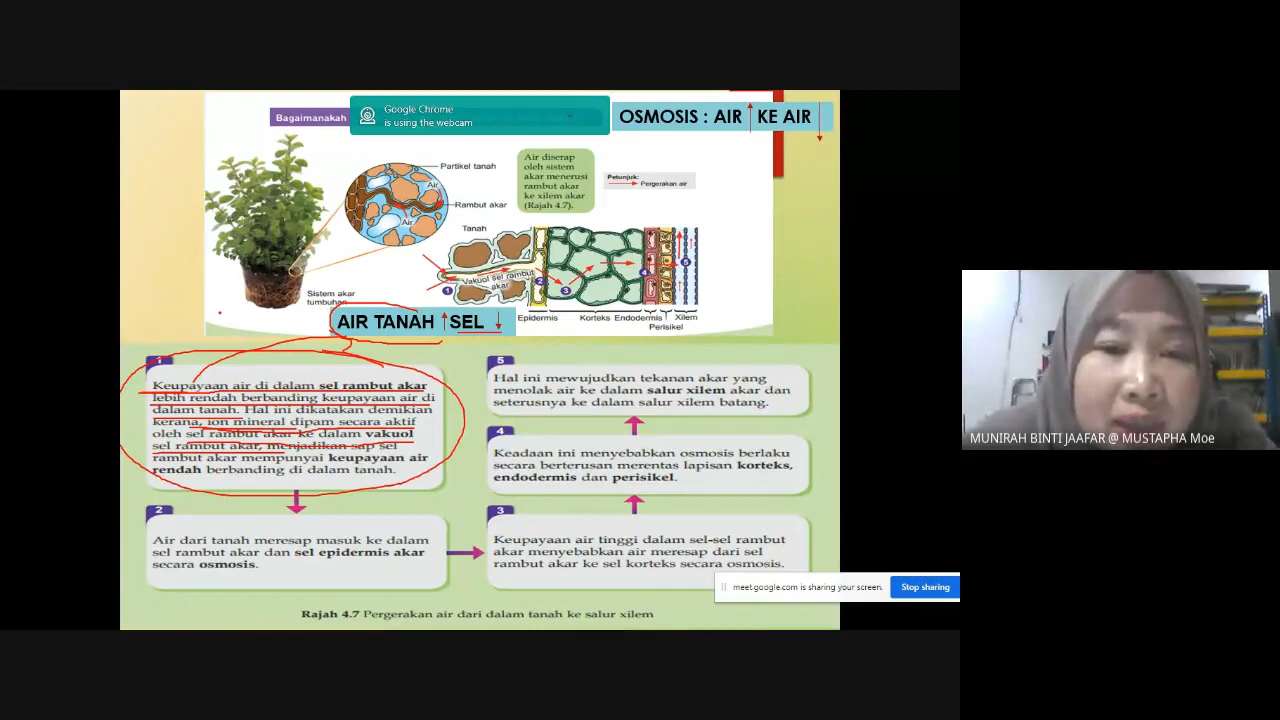 Bagaimanakah
Google Chrome
is using the webcam
OSMOSIS : AIR KE AIR
Partikel tanah
Air
Rambut akar
Air
Air diserap
oleh sistem
akar menerusi
rambut akar
ke xilem akar
(Rajah 4.7).
Petunjuk:
Pergerakan air
Tanah
Vakuol sel rambut
akar
1
2
3
4
5
Sistem akar
tumbuhan
Epidermis
Korteks
Endodermis
Perisikel
Xilem
AIR TANAH SEL
1
Keupayaan air di dalam sel rambut akar
lebih rendah berbanding keupayaan air di
dalam tanah. Hal ini dikatakan demikian
kerana, ion mineral dipam secara aktif
oleh sel rambut akar ke dalam vakuol
sel rambut akar, menjadikan sap sel
rambut akar mempunyai keupayaan air
rendah berbanding di dalam tanah.
2
Air dari tanah meresap masuk ke dalam
sel rambut akar dan sel epidermis akar
secara osmosis.
3
Keupayaan air tinggi dalam sel-sel rambut
akar menyebabkan air meresap dari sel
rambut akar ke sel korteks secara osmosis.
4
Keadaan ini menyebabkan osmosis berlaku
secara berterusan merentas lapisan korteks,
endodermis dan perisikel.
5
Hal ini mewujudkan tekanan akar yang
menolak air ke dalam salur xilem akar dan
seterusnya ke dalam salur xilem batang.
Rajah 4.7 Pergerakan air dari dalam tanah ke salur xilem
meet.google.com is sharing your screen.
Stop sharing
MUNIRAH BINTI JAAFAR @ MUSTAPHA Moe